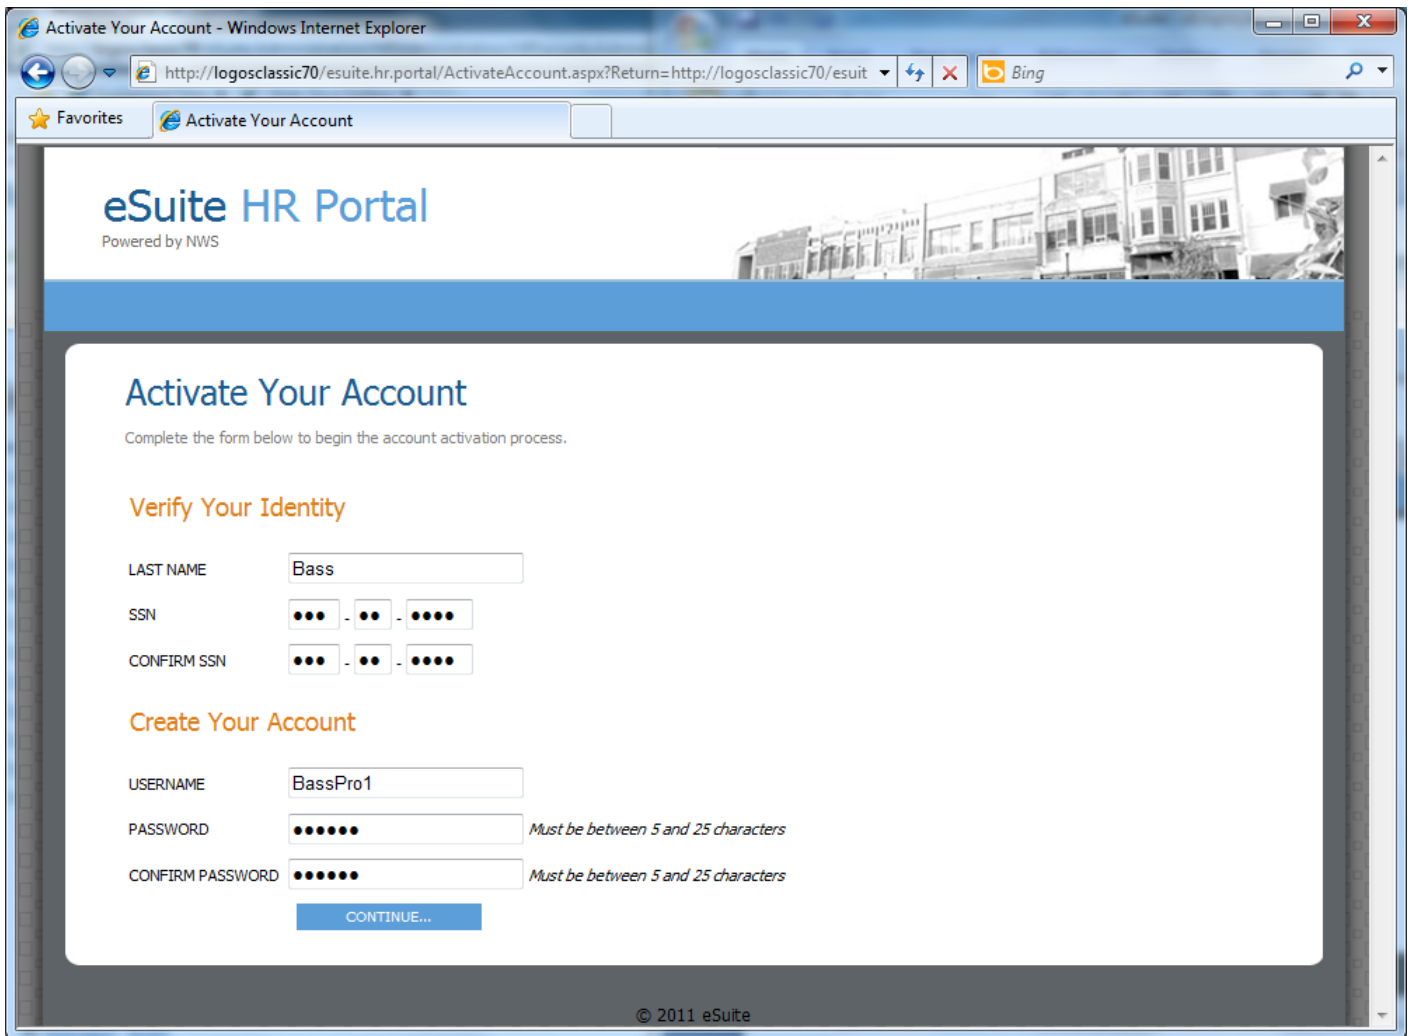 Activate Your Account - Windows Internet Explorer
http://logosclassic70/esuite.hr.portal/ActivateAccount.aspx?Return=http://logosclassic70/esuit
Bing
Favorites
Activate Your Account
eSuite HR Portal
Powered by NWS
Activate Your Account
Complete the form below to begin the account activation process.
Verify Your Identity
LAST NAME Bass
SSN ••• - •• - ••••
CONFIRM SSN ••• - •• - ••••
Create Your Account
USERNAME BassPro1
PASSWORD •••••• Must be between 5 and 25 characters
CONFIRM PASSWORD •••••• Must be between 5 and 25 characters
CONTINUE...
© 2011 eSuite